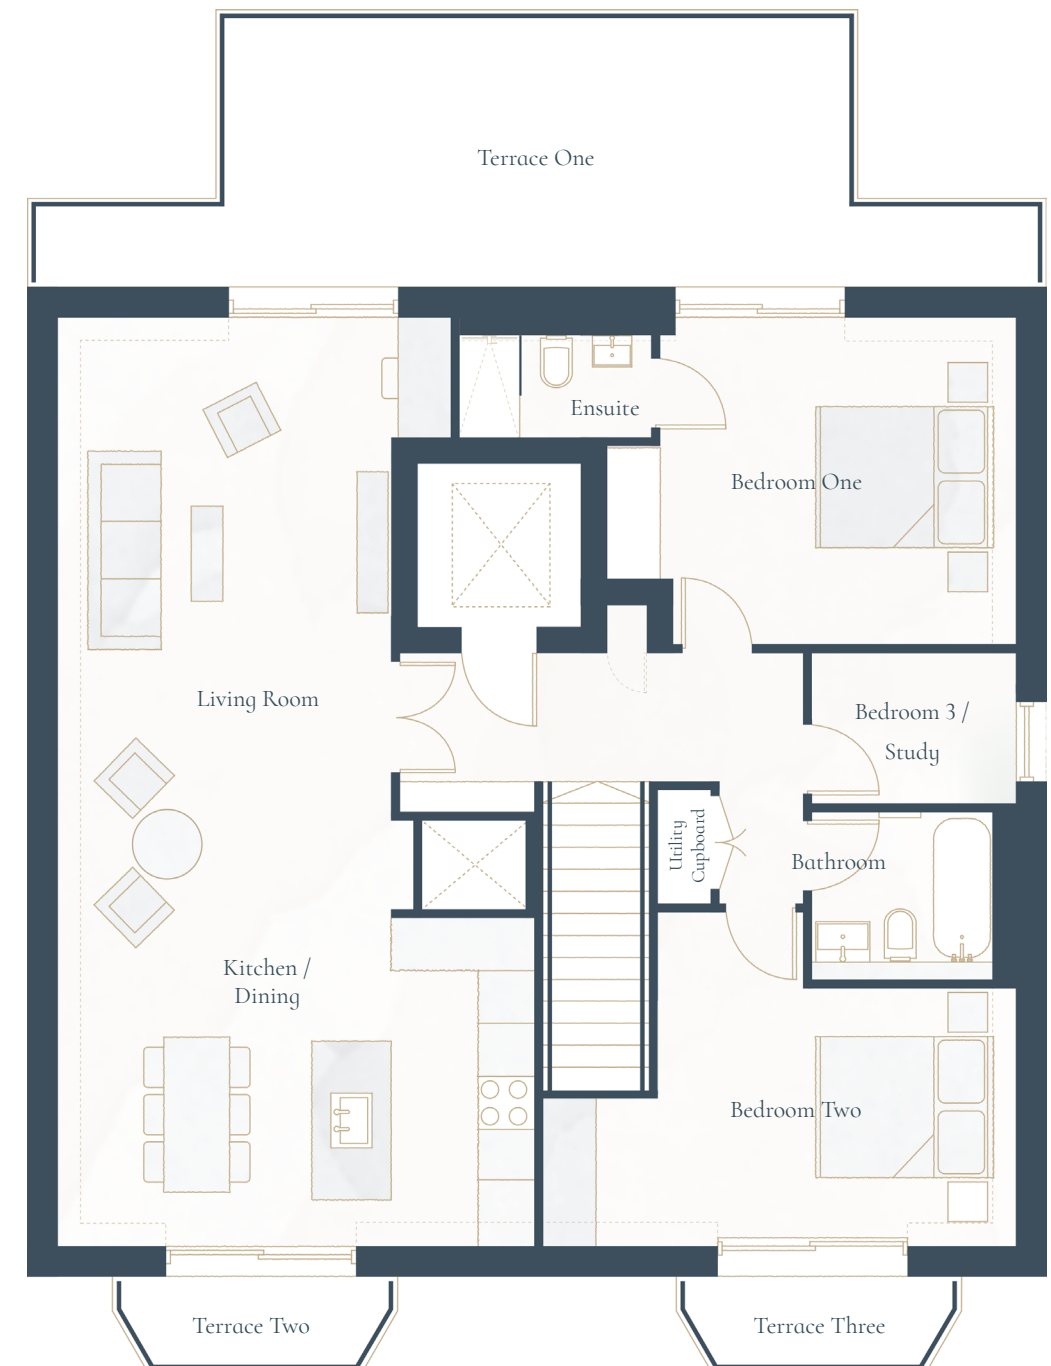 Terrace One
Ensuite
Bedroom One
Living Room
Bedroom 3 /
Study
Utility
Cupboard
Bathroom
Kitchen /
Dining
Bedroom Two
Terrace Two
Terrace Three